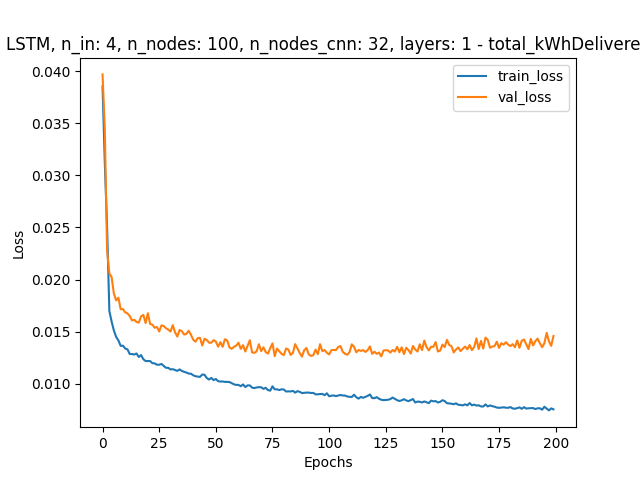 LSTM, n_in: 4, n_nodes: 100, n_nodes_cnn: 32, layers: 1 - total_kWhDelivere
train_loss
val_loss
0.040
0.035
0.030
0.025
0.020
0.015
0.010
Loss
0 25 50 75 100 125 150 175 200
Epochs